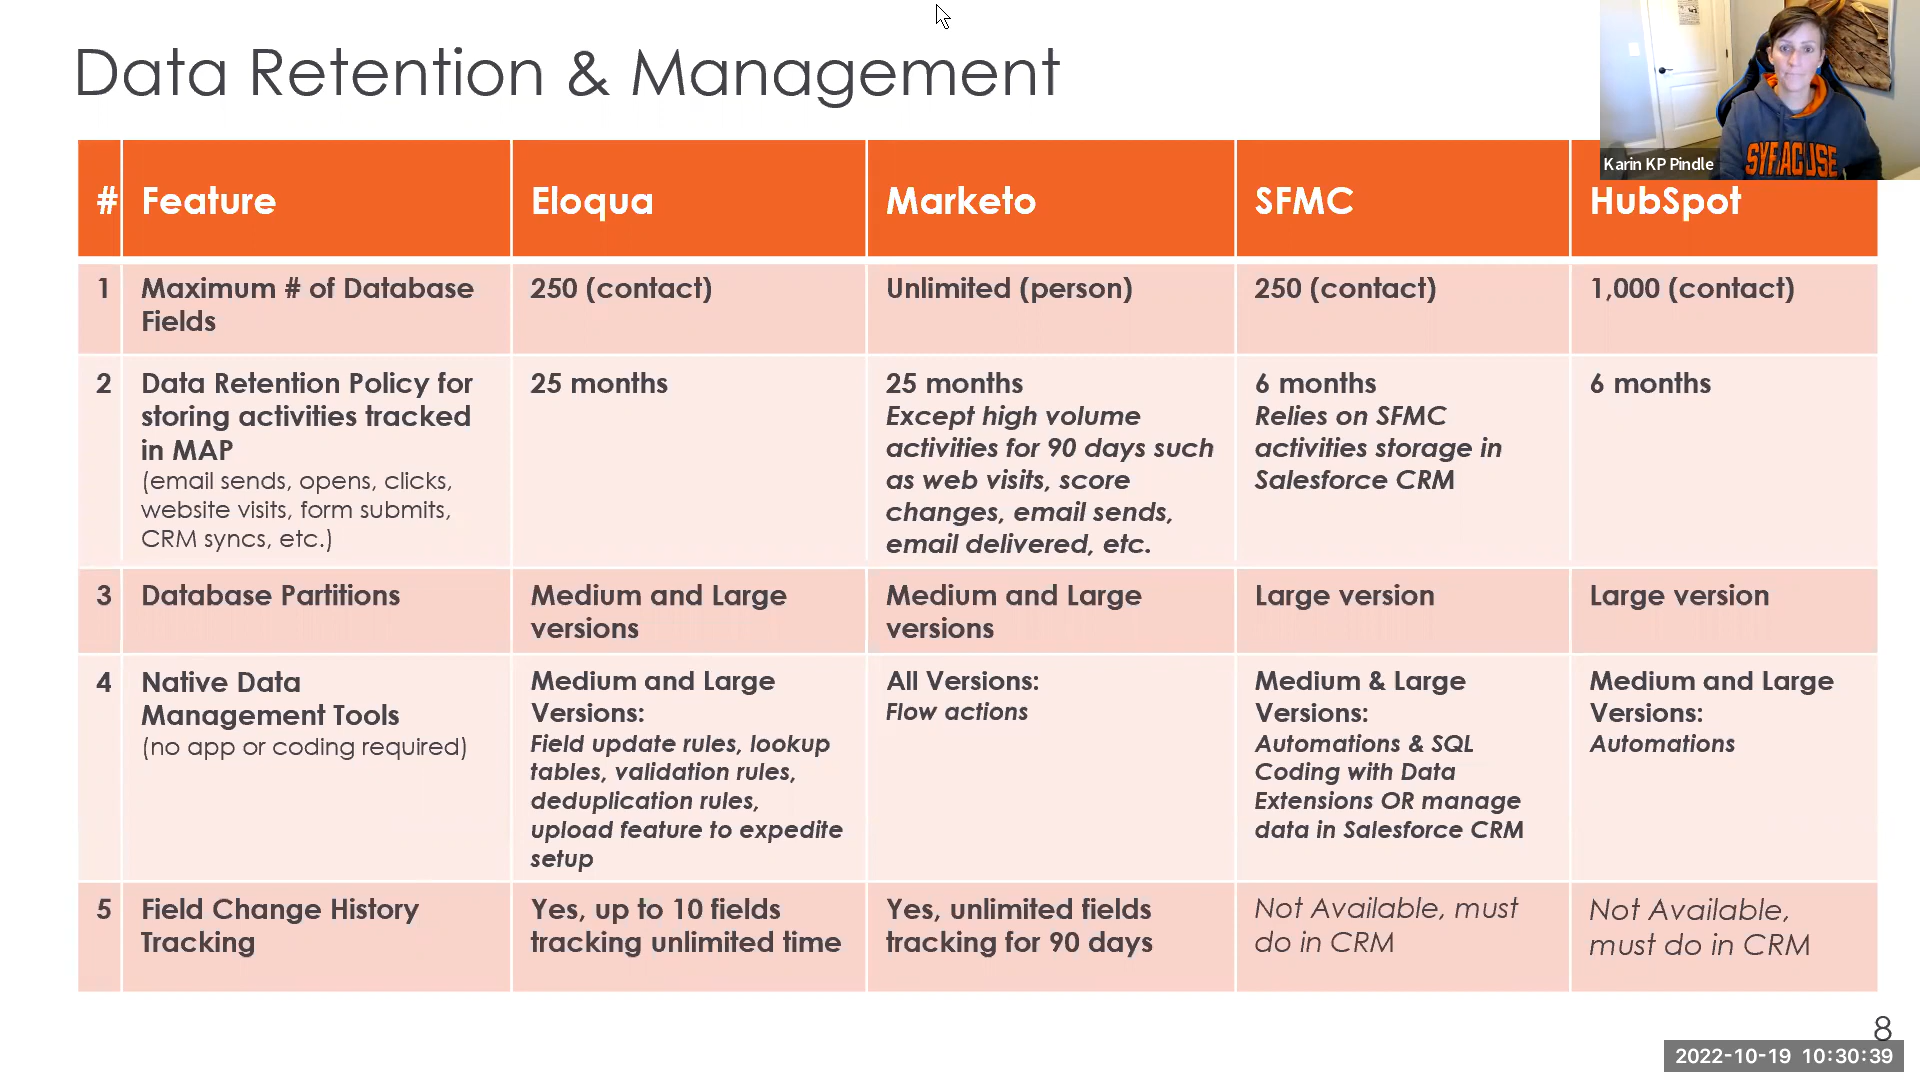 Data Retention & Management
Karin KP Pindle
SYRACUSE
# Feature Eloqua Marketo SFMC HubSpot
1 Maximum # of Database
Fields
250 (contact)
Unlimited (person)
250 (contact)
1,000 (contact)
2 Data Retention Policy for
storing activities tracked
in MAP
(email sends, opens, clicks,
website visits, form submits,
CRM syncs, etc.)
25 months
25 months
Except high volume
activities for 90 days such
as web visits, score
changes, email sends,
email delivered, etc.
6 months
Relies on SFMC
activities storage in
Salesforce CRM
6 months
3 Database Partitions
Medium and Large
versions
Medium and Large
versions
Large version
Large version
4 Native Data
Management Tools
(no app or coding required)
Medium and Large
Versions:
Field update rules, lookup
tables, validation rules,
deduplication rules,
upload feature to expedite
setup
All Versions:
Flow actions
Medium & Large
Versions:
Automations & SQL
Coding with Data
Extensions OR manage
data in Salesforce CRM
Medium and Large
Versions:
Automations
5 Field Change History
Tracking
Yes, up to 10 fields
tracking unlimited time
Yes, unlimited fields
tracking for 90 days
Not Available, must
do in CRM
Not Available,
must do in CRM
8
2022-10-19 10:30:39